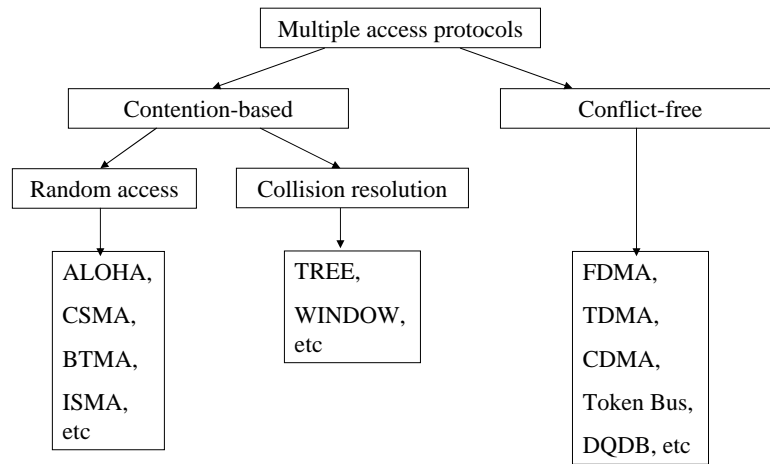 Multiple access protocols
Contention-based
Conflict-free
Random access
Collision resolution
ALOHA,
CSMA,
BTMA,
ISMA,
etc
TREE,
WINDOW,
etc
FDMA,
TDMA,
CDMA,
Token Bus,
DQDB, etc